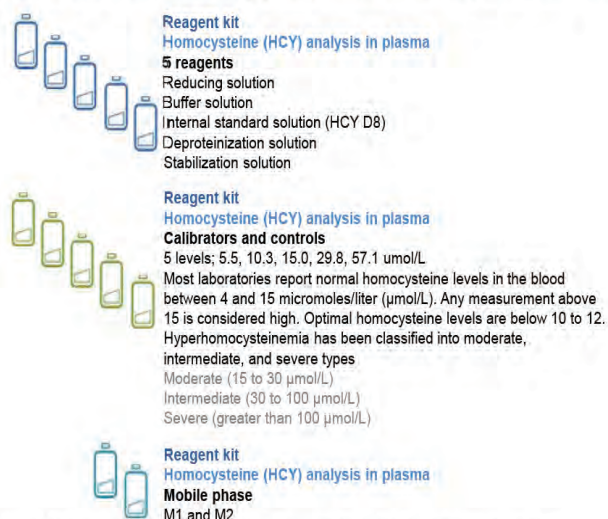 Reagent kit
Homocysteine (HCY) analysis in plasma
5 reagents
Reducing solution
Buffer solution
Internal standard solution (HCY D8)
Deproteinization solution
Stabilization solution
Reagent kit
Homocysteine (HCY) analysis in plasma
Calibrators and controls
5 levels; 5.5, 10.3, 15.0, 29.8, 57.1 umol/L
Most laboratories report normal homocysteine levels in the blood
between 4 and 15 micromoles/liter (µmol/L). Any measurement above
15 is considered high. Optimal homocysteine levels are below 10 to 12.
Hyperhomocysteinemia has been classified into moderate,
intermediate, and severe types
Moderate (15 to 30 µmol/L)
Intermediate (30 to 100 µmol/L)
Severe (greater than 100 µmol/L)
Reagent kit
Homocysteine (HCY) analysis in plasma
Mobile phase
M1 and M2